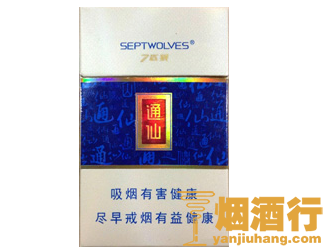 SEPTWOLVES®
7匹狼
通
仙
吸烟有害健康
尽早戒烟有益健康
烟酒行
yanjiuhang.com